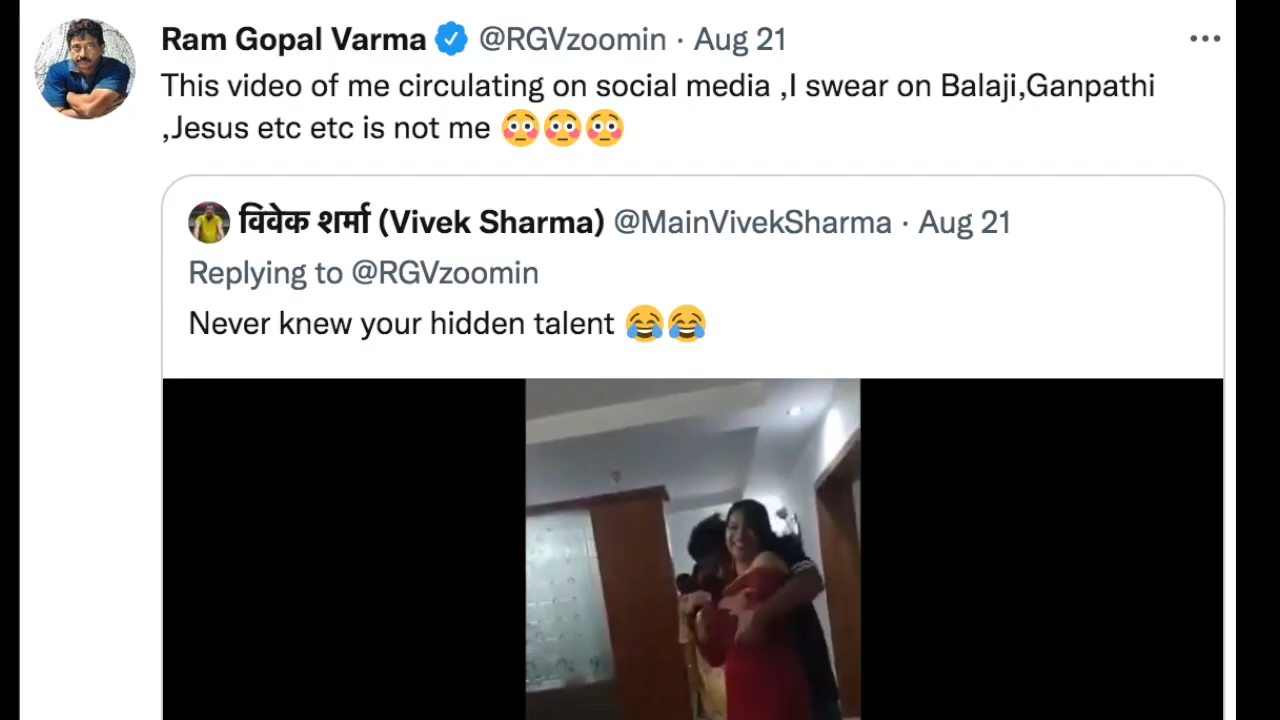 Ram Gopal Varma @RGVzoomin · Aug 21
This video of me circulating on social media ,I swear on Balaji,Ganpathi
,Jesus etc etc is not me 😳😳😳
विवेक शर्मा (Vivek Sharma) @MainVivekSharma · Aug 21
Replying to @RGVzoomin
Never knew your hidden talent 😂😂